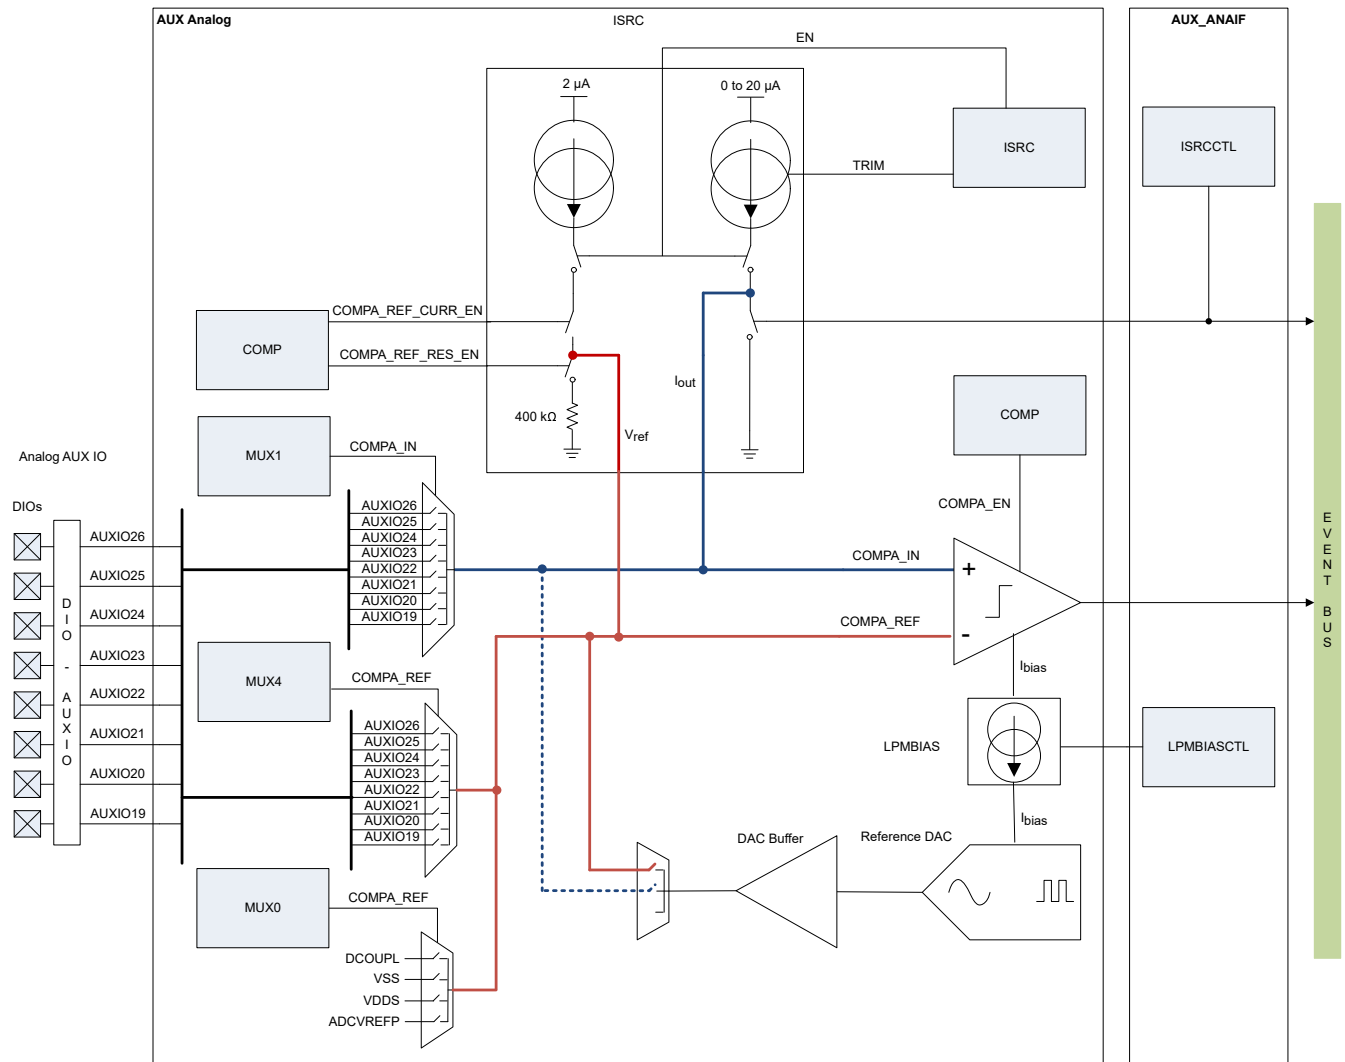 AUX Analog
ISRC
AUX_ANAIF
EN
2 µA
0 to 20 µA
ISRC
ISRCCTL
TRIM
COMPA_REF_CURR_EN
COMP
COMPA_REF_RES_EN
Iout
400 kΩ
Vref
COMP
MUX1
COMPA_IN
Analog AUX IO
DIOs
COMPA_EN
AUXIO26
AUXIO25
AUXIO24
AUXIO23
AUXIO22
AUXIO21
AUXIO20
AUXIO19
AUXIO26
AUXIO25
AUXIO24
AUXIO23
AUXIO22
AUXIO21
AUXIO20
AUXIO19
DIO - AUXIO
COMPA_IN
+
COMPA_REF
-
EVENT BUS
MUX4
COMPA_REF
Ibias
AUXIO26
AUXIO25
AUXIO24
AUXIO23
AUXIO22
AUXIO21
AUXIO20
AUXIO19
LPMBIAS
LPMBIASCTL
Ibias
DAC Buffer
Reference DAC
MUX0
COMPA_REF
DCOUPL
VSS
VDDS
ADCVREFP